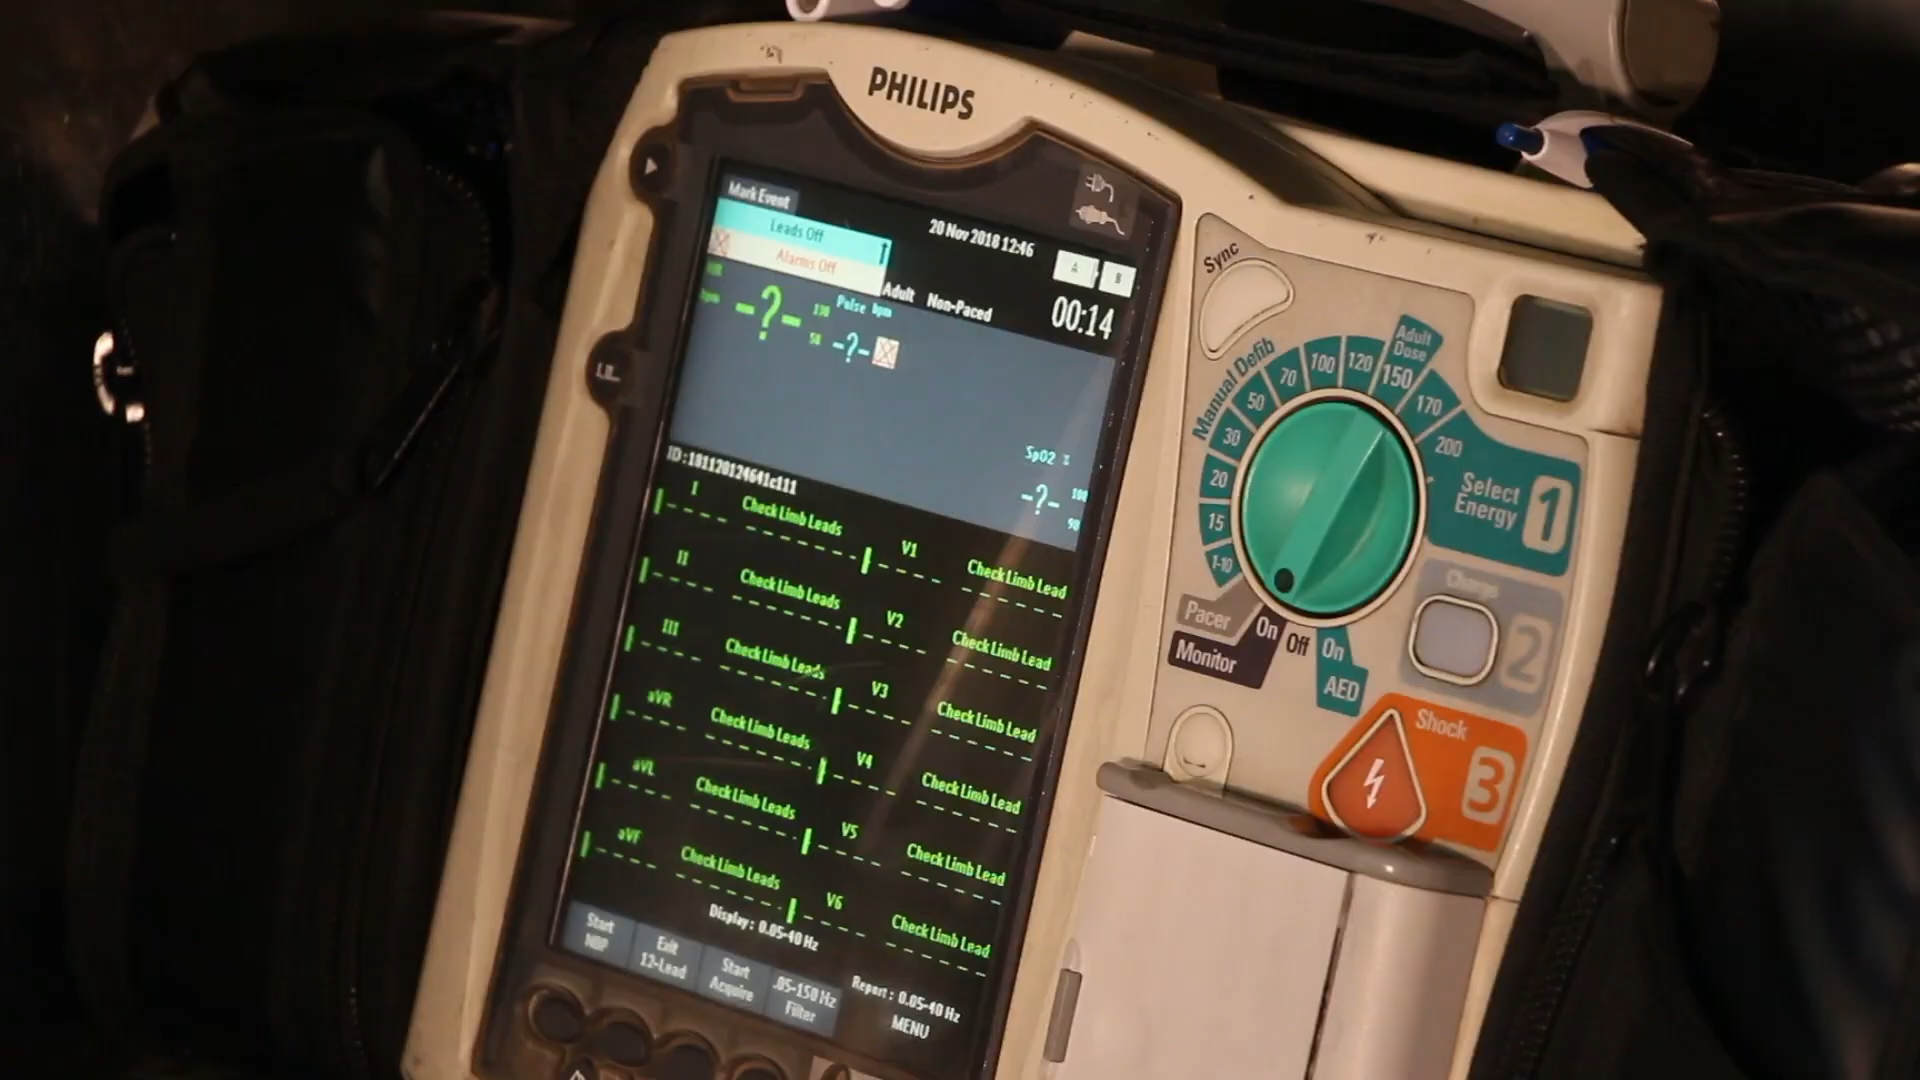 PHILIPS
Mark Event
Leads Off
Alarms Off
20 Nov 2018 12:46
A B
Adult Non-Paced
00:14
HR
bpm
-?-
130
50
Pulse bpm
-?-
SpO2 %
-?-
100
90
ID:181120124641c111
I Check Limb Leads V1 Check Limb Lead
II Check Limb Leads V2 Check Limb Lead
III Check Limb Leads V3 Check Limb Lead
aVR Check Limb Leads V4 Check Limb Lead
aVL Check Limb Leads V5 Check Limb Lead
aVF Check Limb Leads V6 Check Limb Lead
Display: 0.05-40 Hz
Report: 0.05-40 Hz
Start
NBP
Exit
12-Lead
Start
Acquire
.05-150 Hz
Filter
MENU
Sync
Manual Defib
1-10
15
20
30
50
70
100
120
Adult
Dose
150
170
200
Select
Energy
1
Pacer
Monitor
On
Off
On
AED
Charge
2
Shock
3